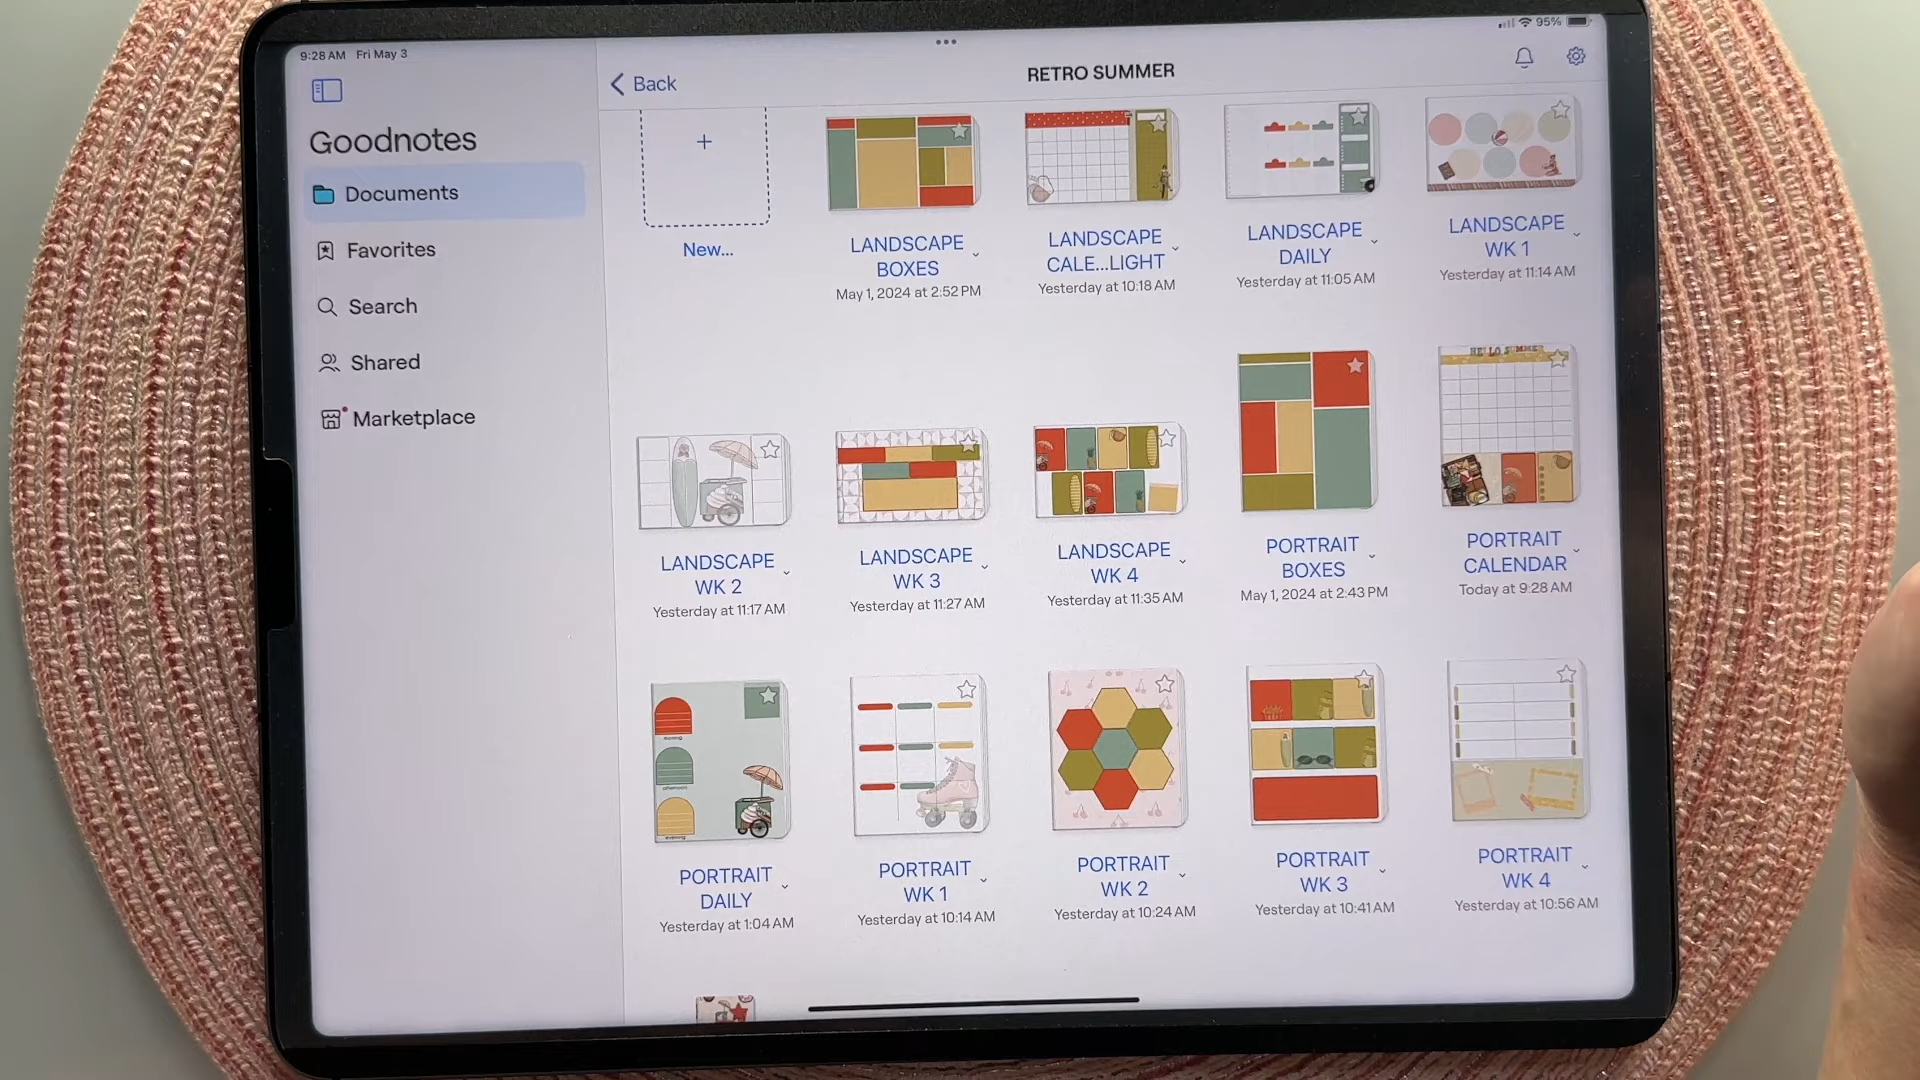 9:28 AM Fri May 3
95%
Goodnotes
Documents
Favorites
Search
Shared
Marketplace
Back
RETRO SUMMER
New...
LANDSCAPE
BOXES
May 1, 2024 at 2:52 PM
LANDSCAPE
CALE...LIGHT
Yesterday at 10:18 AM
LANDSCAPE
DAILY
Yesterday at 11:05 AM
LANDSCAPE
WK 1
Yesterday at 11:14 AM
LANDSCAPE
WK 2
Yesterday at 11:17 AM
LANDSCAPE
WK 3
Yesterday at 11:27 AM
LANDSCAPE
WK 4
Yesterday at 11:35 AM
PORTRAIT
BOXES
May 1, 2024 at 2:43 PM
HELLO SUMMER
PORTRAIT
CALENDAR
Today at 9:28 AM
morning
afternoon
evening
PORTRAIT
DAILY
Yesterday at 1:04 AM
PORTRAIT
WK 1
Yesterday at 10:14 AM
PORTRAIT
WK 2
Yesterday at 10:24 AM
PORTRAIT
WK 3
Yesterday at 10:41 AM
PORTRAIT
WK 4
Yesterday at 10:56 AM